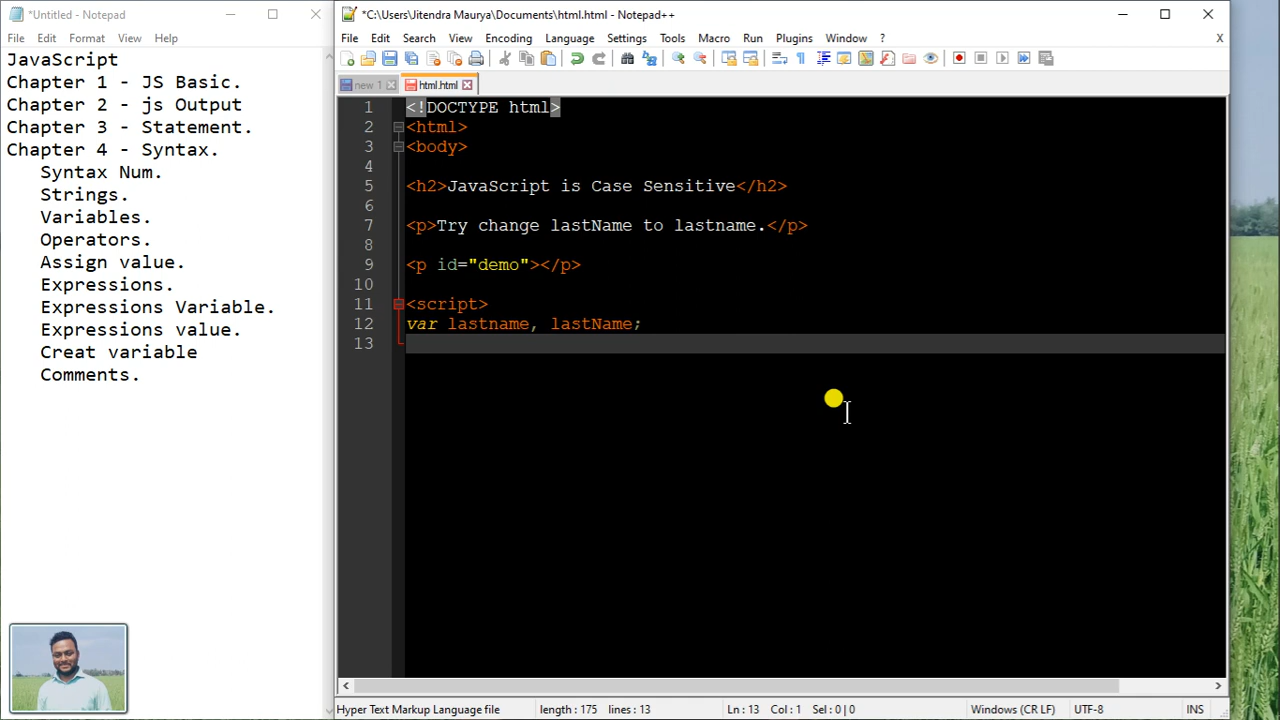 *Untitled - Notepad
File Edit Format View Help
JavaScript
Chapter 1 - JS Basic.
Chapter 2 - js Output
Chapter 3 - Statement.
Chapter 4 - Syntax.
Syntax Num.
Strings.
Variables.
Operators.
Assign value.
Expressions.
Expressions Variable.
Expressions value.
Creat variable
Comments.
*C:\Users\Jitendra Maurya\Documents\html.html - Notepad++
File Edit Search View Encoding Language Settings Tools Macro Run Plugins Window ? X
new 1 html.html
1 <!DOCTYPE html>
2 <html>
3 <body>
4
5 <h2>JavaScript is Case Sensitive</h2>
6
7 <p>Try change lastName to lastname.</p>
8
9 <p id="demo"></p>
10
11 <script>
12 var lastname, lastName;
13
Hyper Text Markup Language file length : 175 lines : 13 Ln : 13 Col : 1 Sel : 0 | 0 Windows (CR LF) UTF-8 INS